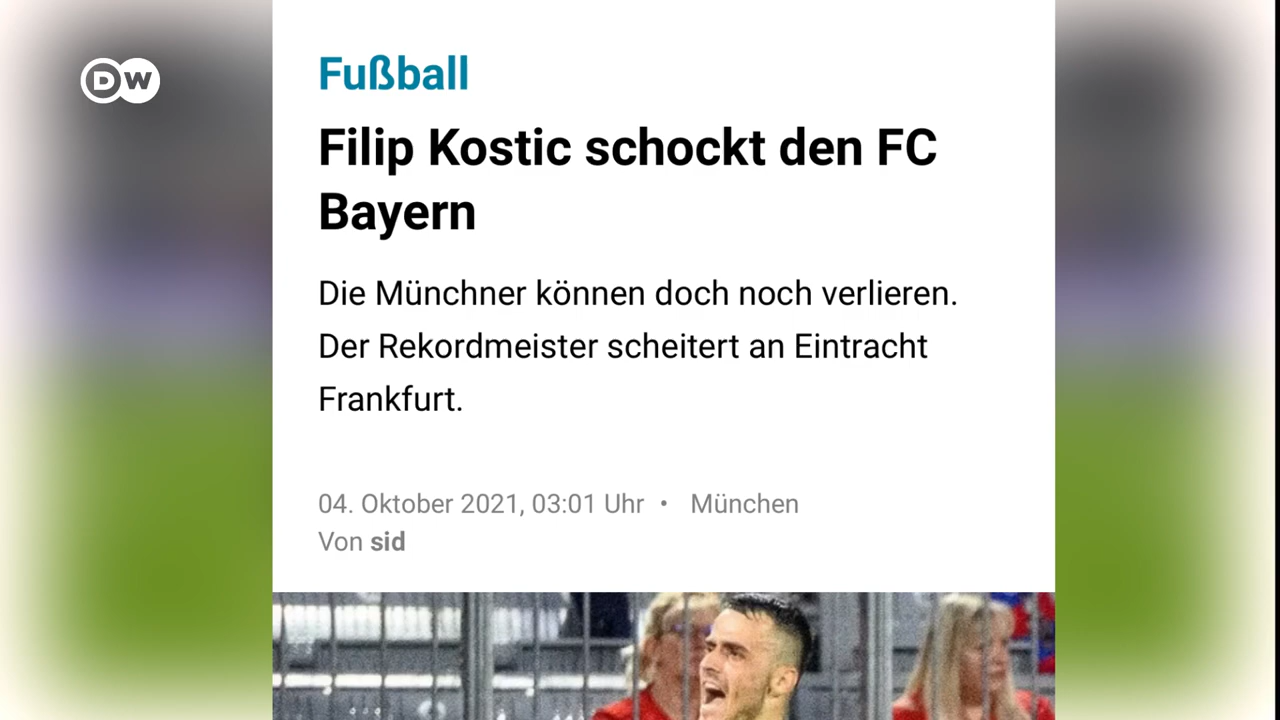 DW
Fußball
Filip Kostic schockt den FC
Bayern
Die Münchner können doch noch verlieren.
Der Rekordmeister scheitert an Eintracht
Frankfurt.
04. Oktober 2021, 03:01 Uhr • München
Von sid